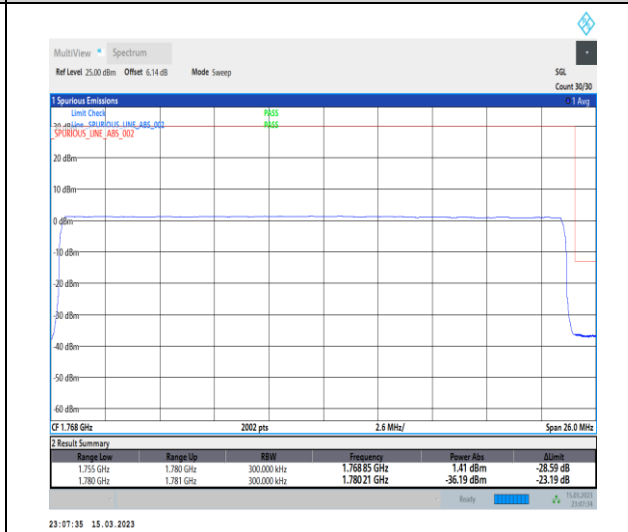 MultiView Spectrum
Ref Level 25.00 dBm Offset 6.14 dB Mode Sweep SGL
Count 30/30
1 Spurious Emissions 1 Avg
Limit Check PASS
30 dBm Line _SPURIOUS_LINE_ABS_002 PASS
_SPURIOUS_LINE_ABS_002
20 dBm
10 dBm
0 dBm
-10 dBm
-20 dBm
-30 dBm
-40 dBm
-50 dBm
-60 dBm
CF 1.768 GHz 2002 pts 2.6 MHz/ Span 26.0 MHz
2 Result Summary
Range Low Range Up RBW Frequency Power Abs ΔLimit
1.755 GHz 1.780 GHz 300.000 kHz 1.768 85 GHz 1.41 dBm -28.59 dB
1.780 GHz 1.781 GHz 300.000 kHz 1.780 21 GHz -36.19 dBm -23.19 dB
Ready 15.03.2023
23:07:34
23:07:35 15.03.2023